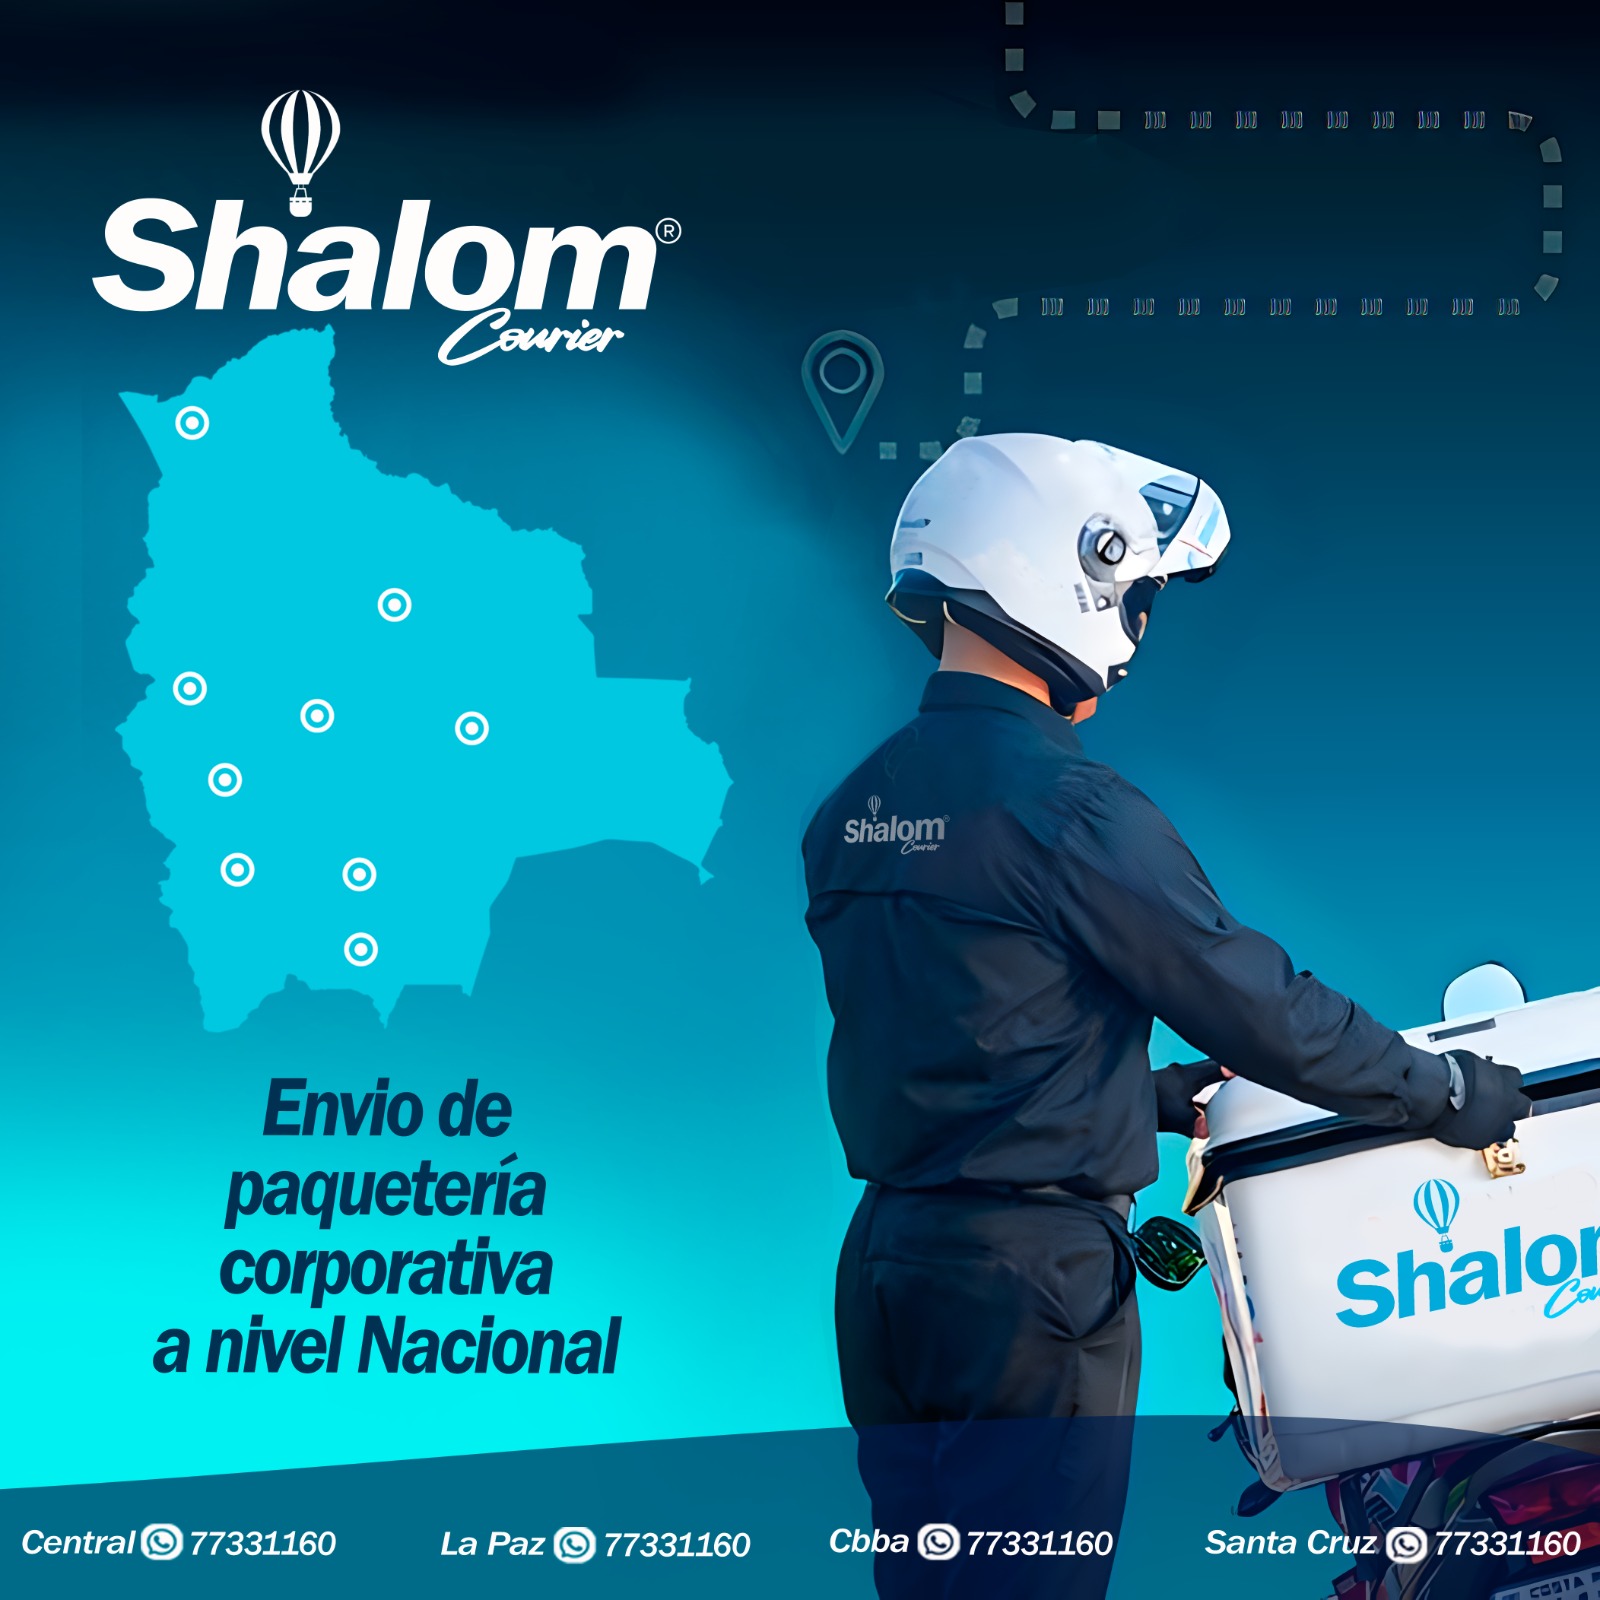 Shalom®
Courier
Shalom®
Courier
Envio de
paquetería
corporativa
a nivel Nacional
Shalom
Central 77331160
La Paz 77331160
Cbba 77331160
Santa Cruz 77331160